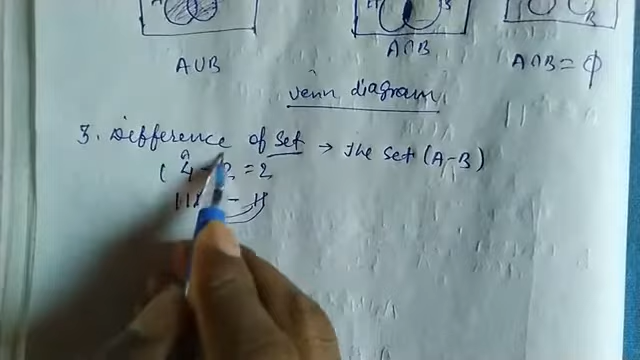 A B B
A∪B A∩B A∩B = ϕ
Venn diagram
3. Difference of Set → The Set (A-B)
( 4 - 2 = 2